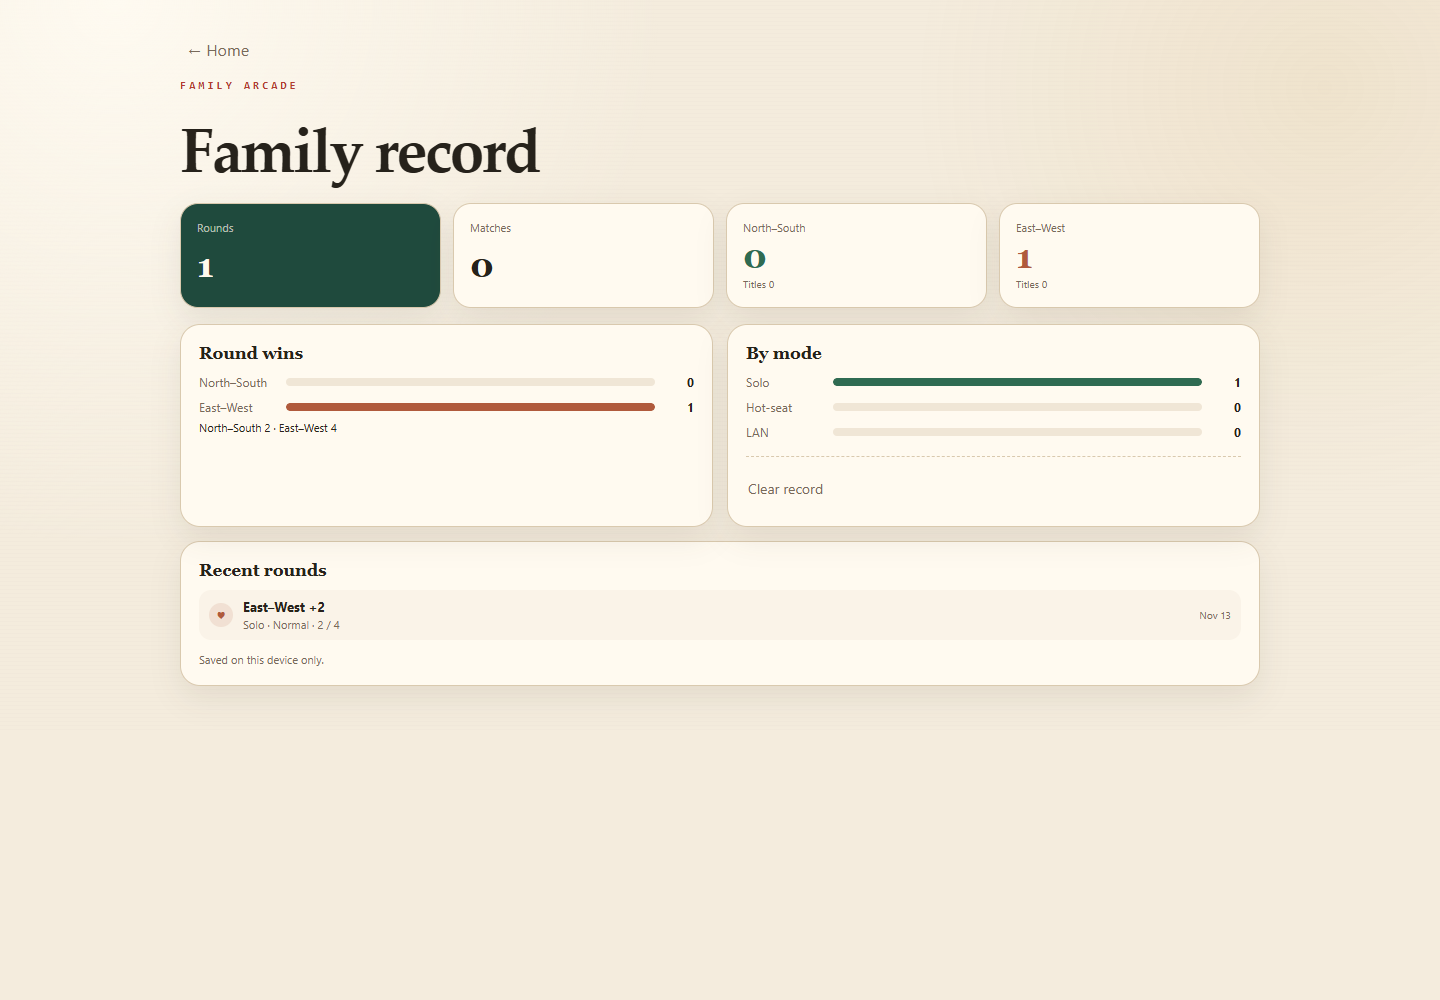 ← Home
FAMILY ARCADE
Family record
Rounds
1
Matches
0
North–South
0
Titles 0
East–West
1
Titles 0
Round wins
North–South 0
East–West 1
North–South 2 · East–West 4
By mode
Solo 1
Hot-seat 0
LAN 0
Clear record
Recent rounds
East–West +2
Solo · Normal · 2 / 4
Nov 13
Saved on this device only.